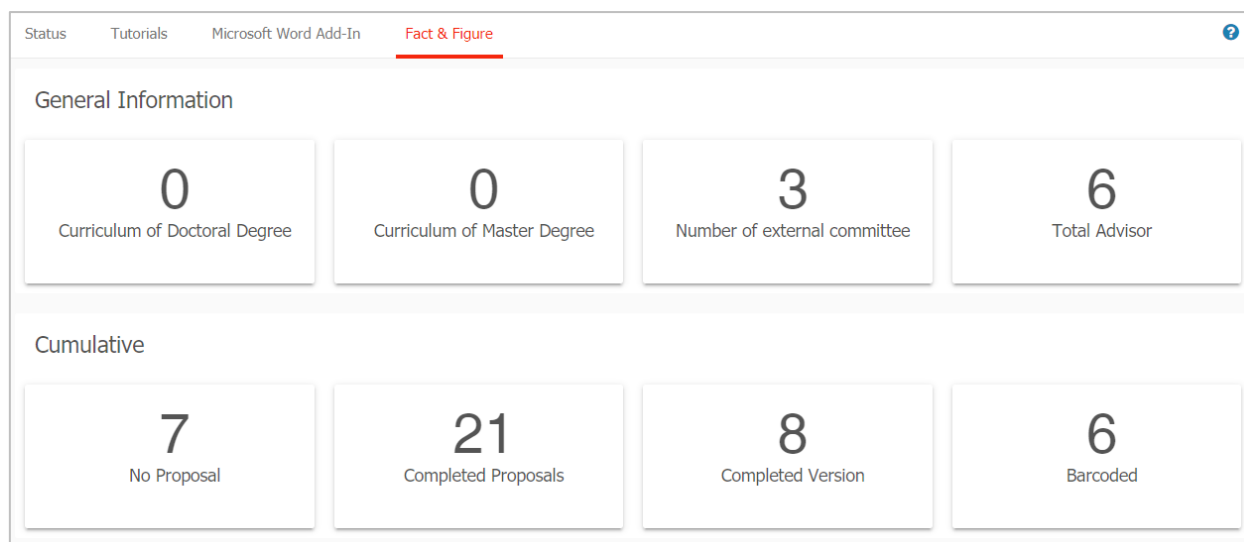 Status Tutorials Microsoft Word Add-In Fact & Figure ?
General Information
0 0 3 6
Curriculum of Doctoral Degree Curriculum of Master Degree Number of external committee Total Advisor
Cumulative
7 21 8 6
No Proposal Completed Proposals Completed Version Barcoded